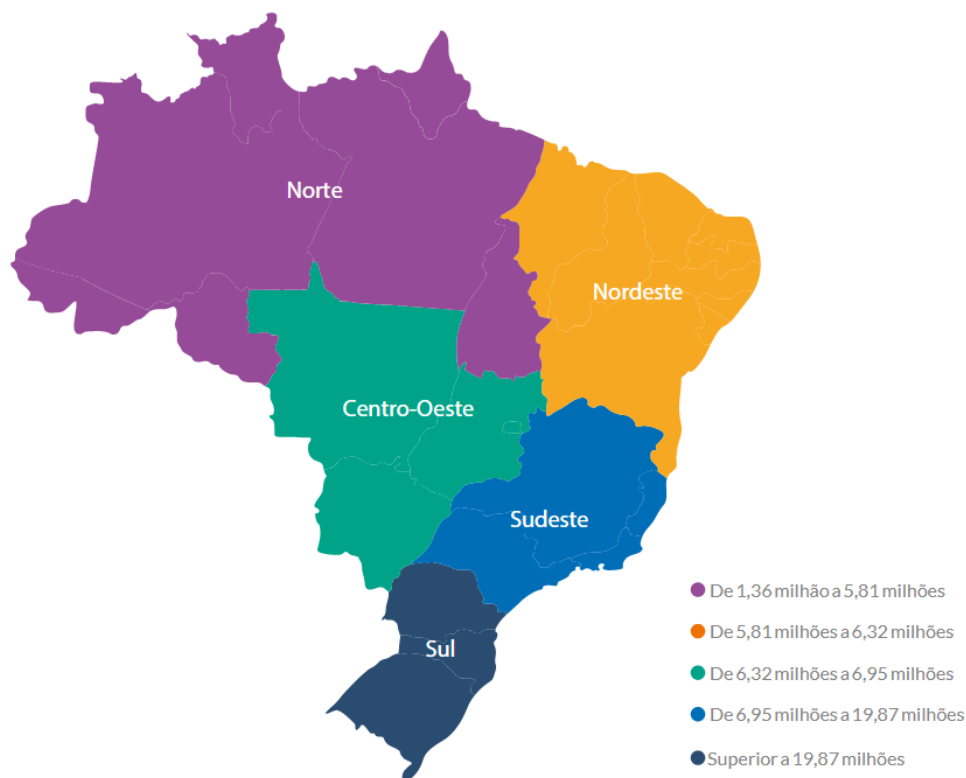 Norte
Nordeste
Centro-Oeste
Sudeste
Sul
De 1,36 milhão a 5,81 milhões
De 5,81 milhões a 6,32 milhões
De 6,32 milhões a 6,95 milhões
De 6,95 milhões a 19,87 milhões
Superior a 19,87 milhões